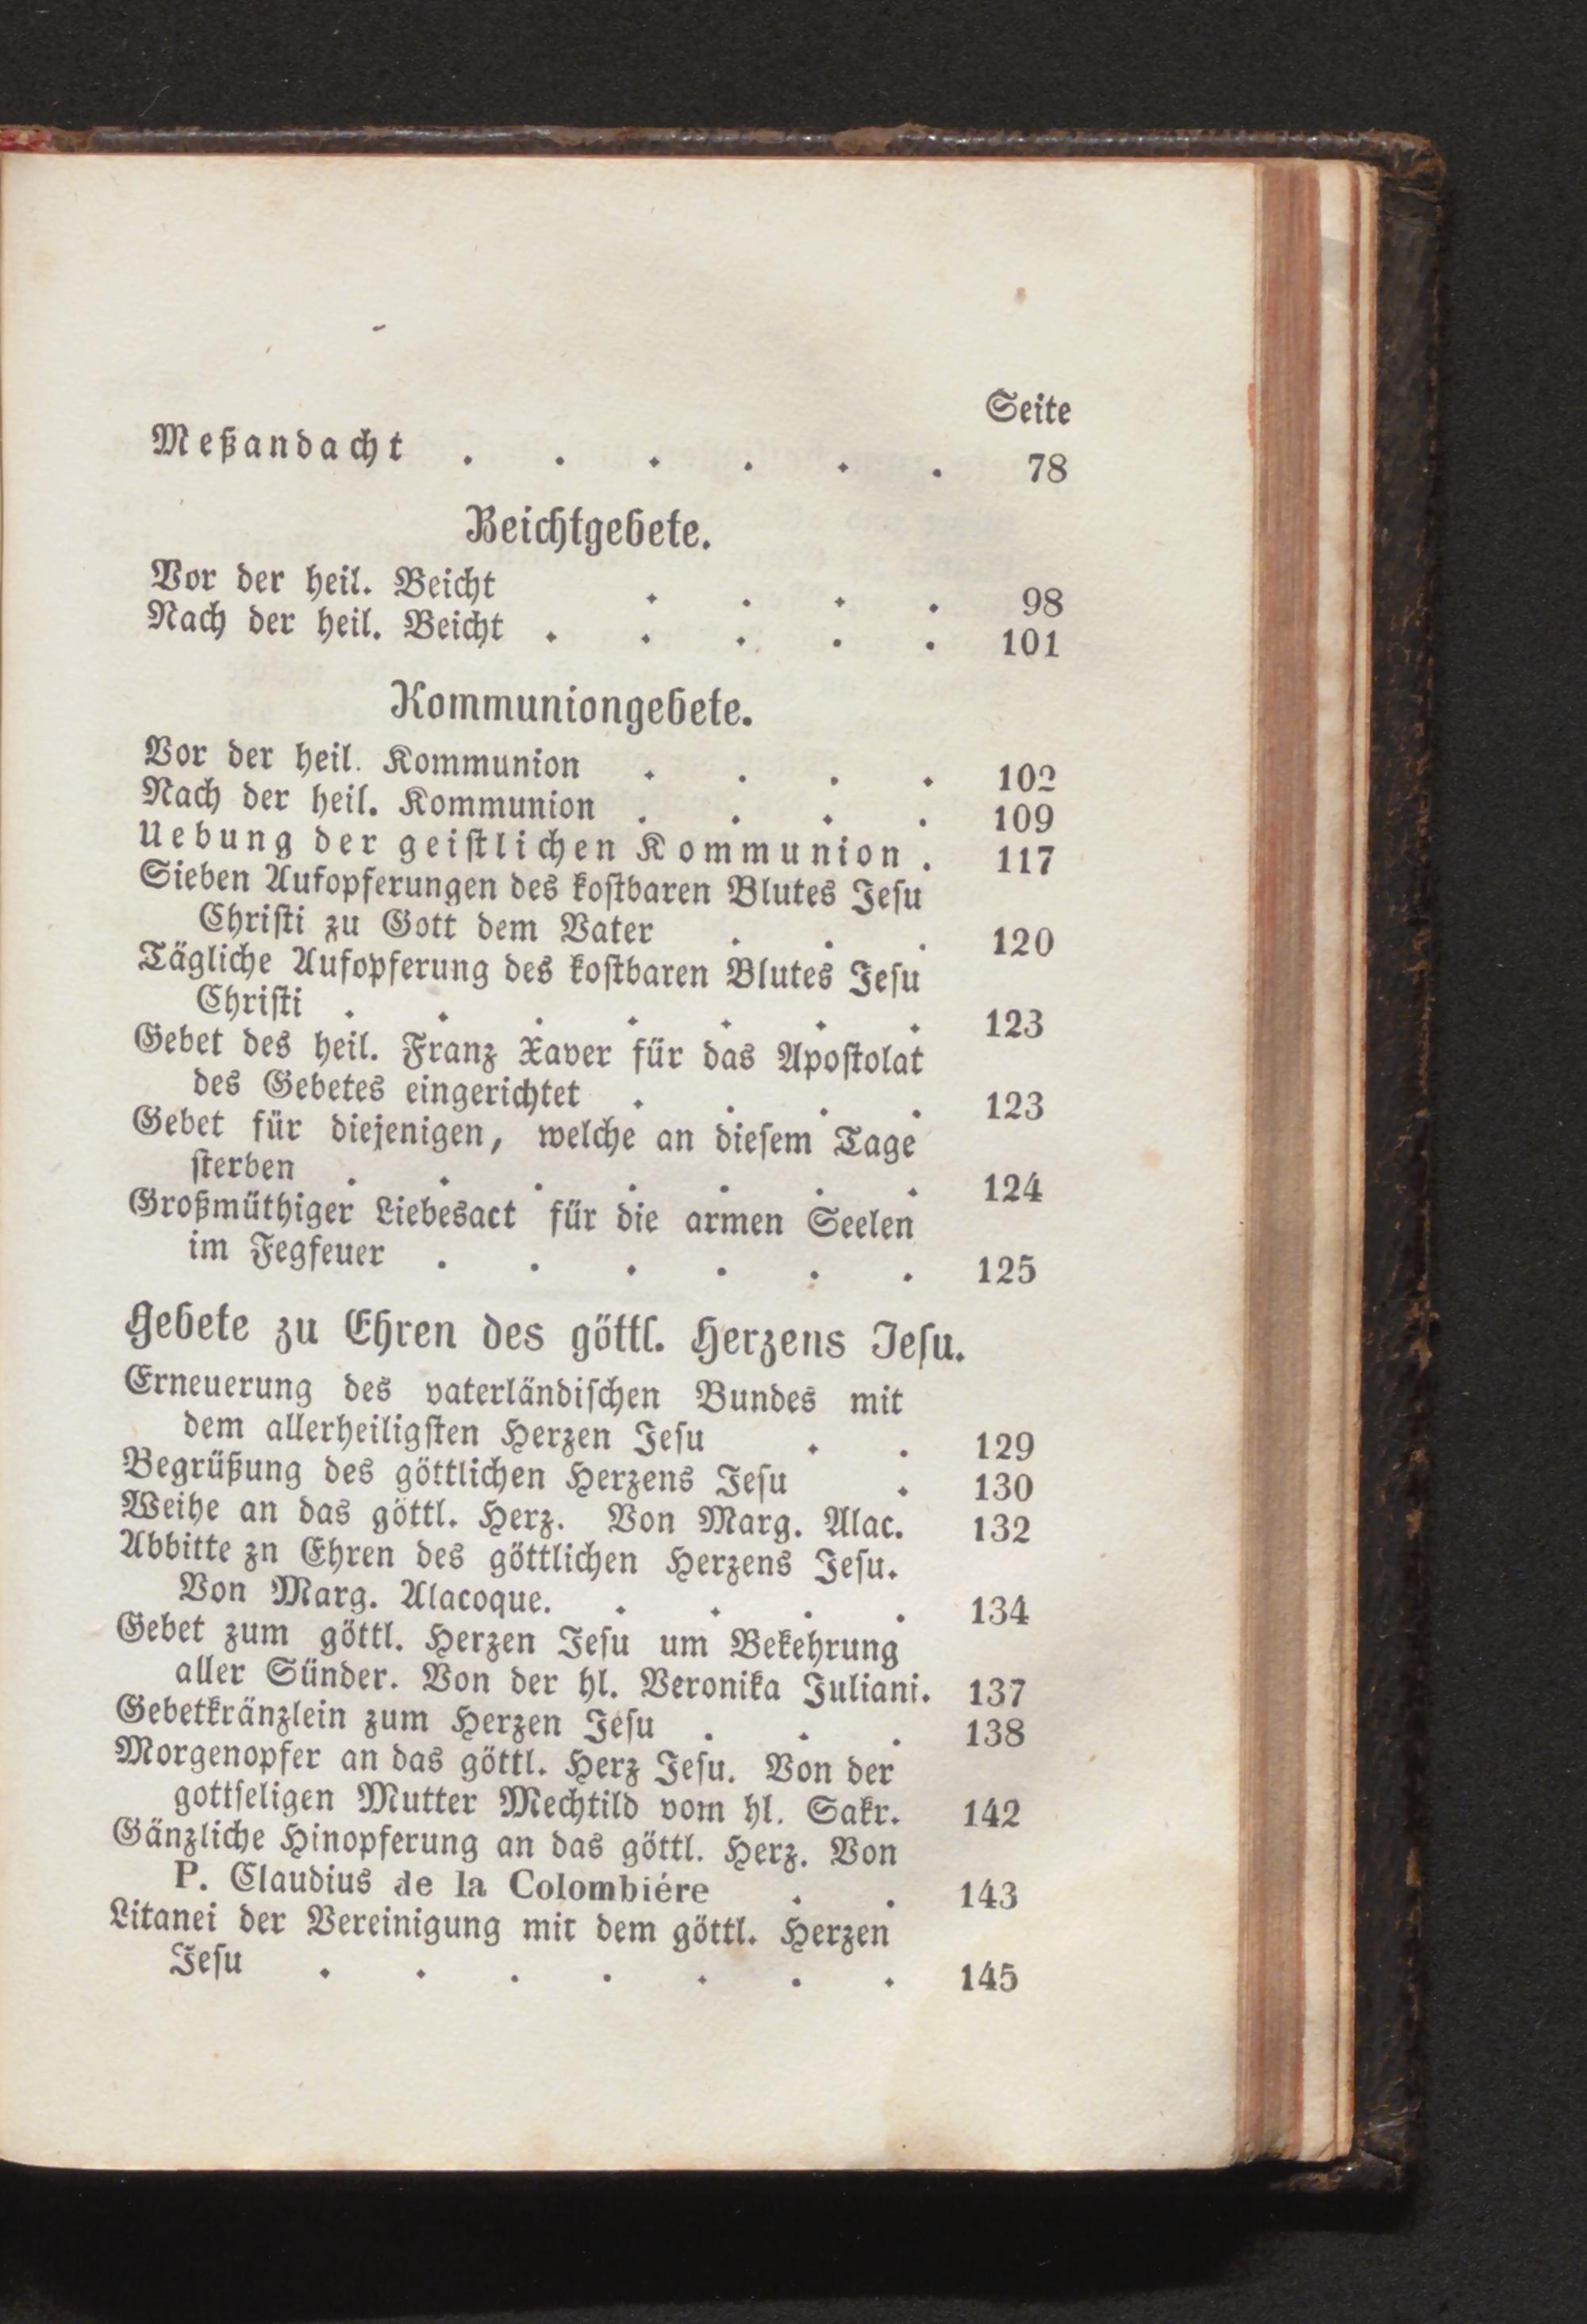 Seite
Meßandacht . . . . . . 78
Beichtgebete.
Vor der heil. Beicht . . . . 98
Nach der heil. Beicht . . . . . 101
Kommuniongebete.
Vor der heil. Kommunion . . . . 102
Nach der heil. Kommunion . . . . 109
Uebung der geistlichen Kommunion . 117
Sieben Aufopferungen des kostbaren Blutes Jesu
Christi zu Gott dem Vater . . . 120
Tägliche Aufopferung des kostbaren Blutes Jesu
Christi . . . . . . . 123
Gebet des heil. Franz Xaver für das Apostolat
des Gebetes eingerichtet . . . . 123
Gebet für diejenigen, welche an diesem Tage
sterben . . . . . . . 124
Großmüthiger Liebesact für die armen Seelen
im Fegfeuer . . . . . . 125
Gebete zu Ehren des göttl. Herzens Jesu.
Erneuerung des vaterländischen Bundes mit
dem allerheiligsten Herzen Jesu . . 129
Begrüßung des göttlichen Herzens Jesu . 130
Weihe an das göttl. Herz. Von Marg. Alac. 132
Abbitte zn Ehren des göttlichen Herzens Jesu.
Von Marg. Alacoque. . . . . 134
Gebet zum göttl. Herzen Jesu um Bekehrung
aller Sünder. Von der hl. Veronika Juliani. 137
Gebetkränzlein zum Herzen Jesu . . . 138
Morgenopfer an das göttl. Herz Jesu. Von der
gottseligen Mutter Mechtild vom hl. Sakr. 142
Gänzliche Hinopferung an das göttl. Herz. Von
P. Claudius de la Colombiére . . 143
Litanei der Vereinigung mit dem göttl. Herzen
Jesu . . . . . . . 145